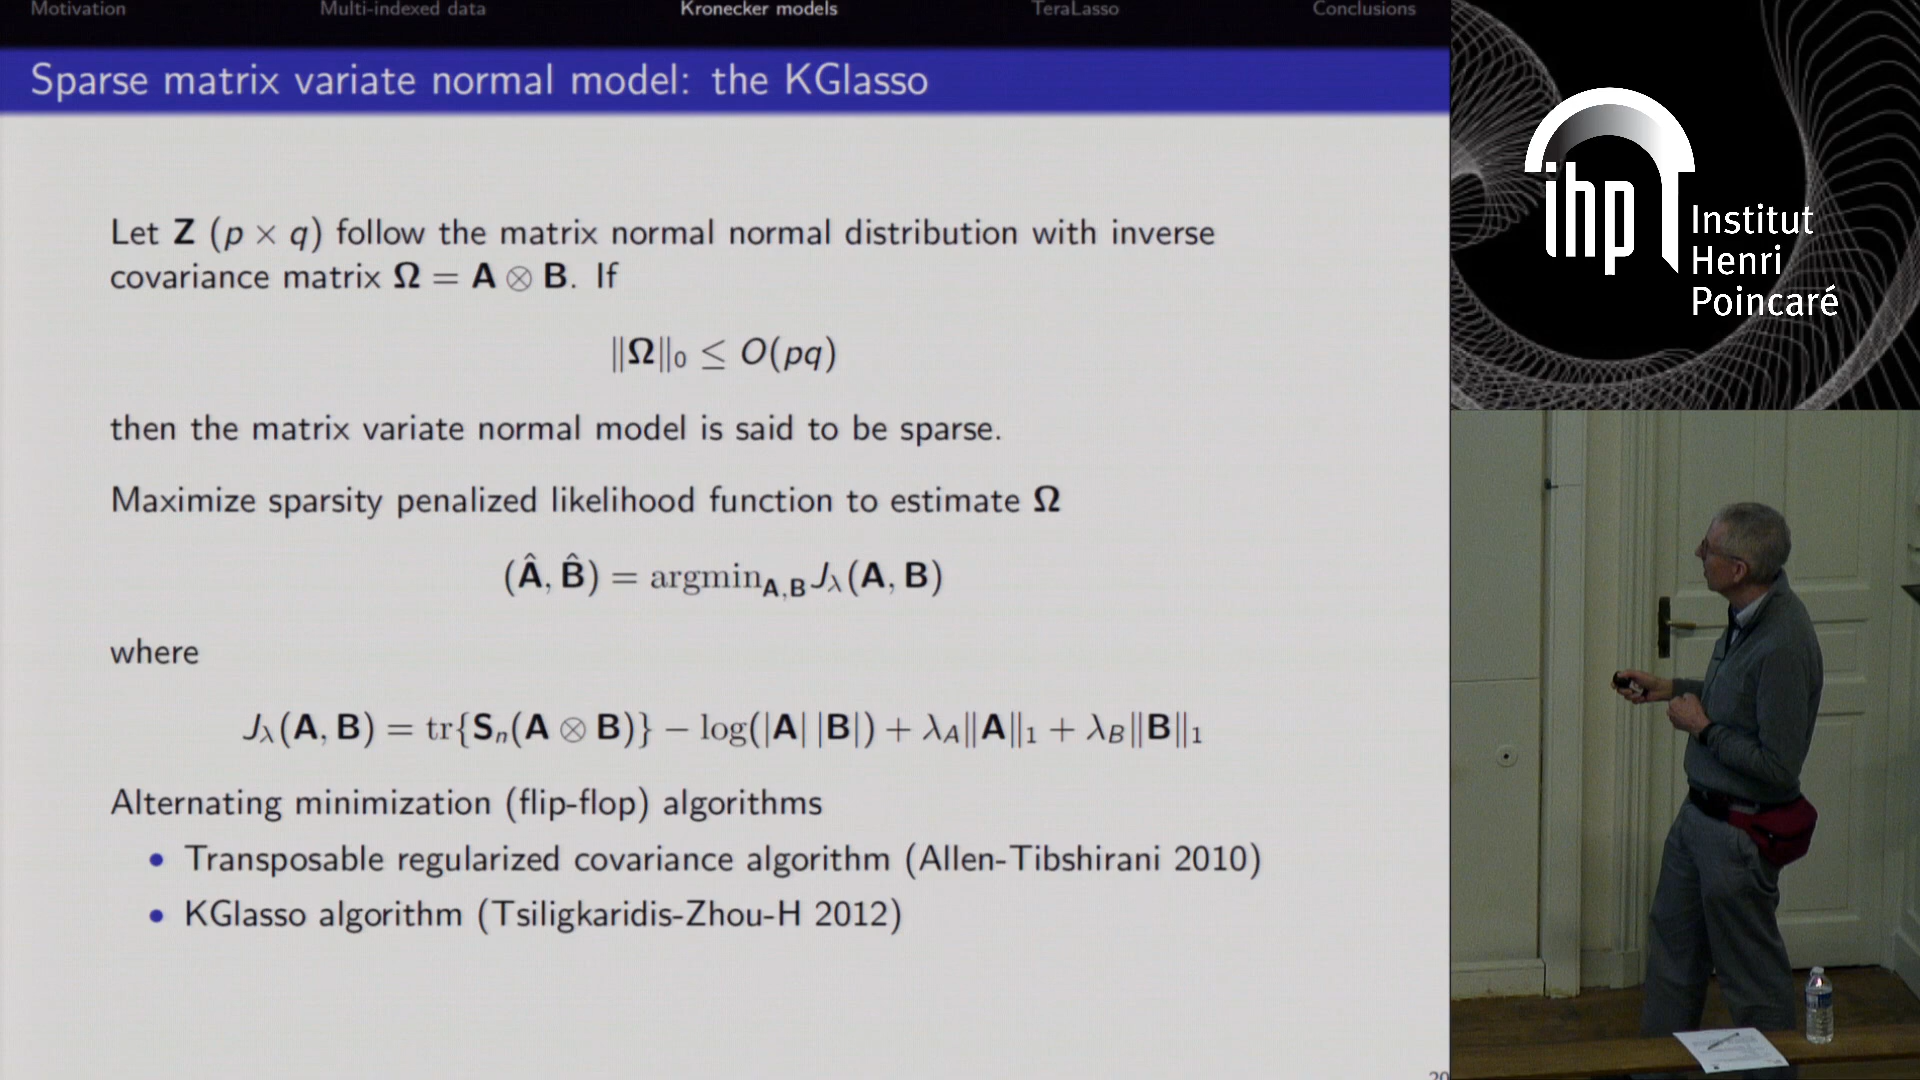 Motivation Multi-indexed data Kronecker models TeraLasso Conclusions
Sparse matrix variate normal model: the KGlasso
Let Z (p × q) follow the matrix normal normal distribution with inverse
covariance matrix Ω = A ⊗ B. If
‖Ω‖₀ ≤ O(pq)
then the matrix variate normal model is said to be sparse.
Maximize sparsity penalized likelihood function to estimate Ω
(Â, B̂) = argmin_{A,B} J_λ(A, B)
where
J_λ(A, B) = tr{S_n(A ⊗ B)} − log(|A| |B|) + λ_A‖A‖₁ + λ_B‖B‖₁
Alternating minimization (flip-flop) algorithms
• Transposable regularized covariance algorithm (Allen-Tibshirani 2010)
• KGlasso algorithm (Tsiligkaridis-Zhou-H 2012)
ihp
Institut
Henri
Poincaré